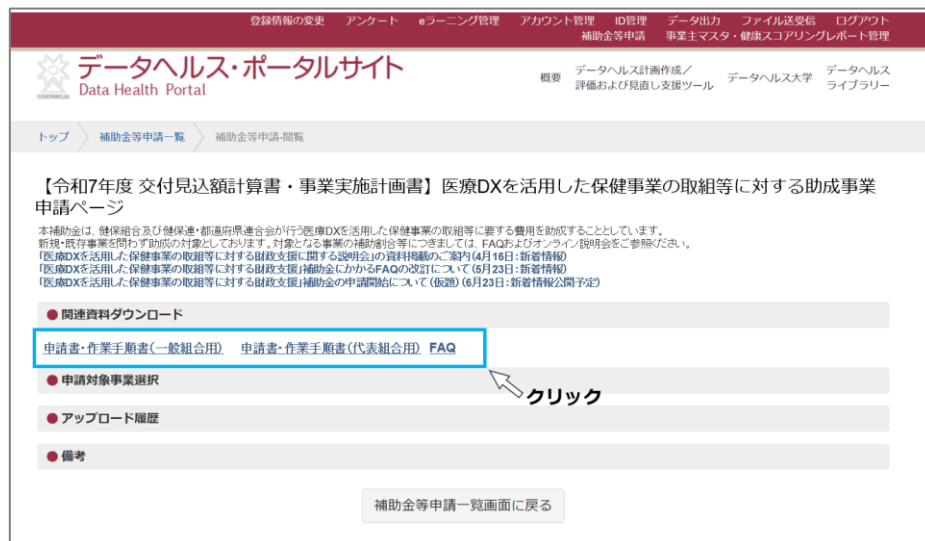 登録情報の変更 アンケート eラーニング管理 アカウント管理 ID管理 データ出力 ファイル送受信 ログアウト
補助金等申請 事業主マスタ・健康スコアリングレポート管理
データヘルス・ポータルサイト
Data Health Portal
概要 データヘルス計画作成／評価および見直し支援ツール データヘルス大学 データヘルスライブラリー
トップ 補助金等申請一覧 補助金等申請-閲覧
【令和7年度 交付見込額計算書・事業実施計画書】医療DXを活用した保健事業の取組等に対する助成事業
申請ページ
本補助金は、健保組合及び健保連・都道府県連合会が行う医療DXを活用した保健事業の取組等に要する費用を助成することとしています。
新規・既存事業を問わず助成の対象としております。対象となる事業の補助割合等につきましては、FAQおよびオンライン説明会をご参照ください。
「医療DXを活用した保健事業の取組等に対する財政支援に関する説明会」の資料掲載のご案内(4月16日:新着情報)
「医療DXを活用した保健事業の取組等に対する財政支援」補助金にかかるFAQの改訂について(5月23日:新着情報)
「医療DXを活用した保健事業の取組等に対する財政支援」補助金の申請開始について(仮題)(6月23日:新着情報公開予定)
●関連資料ダウンロード
申請書・作業手順書(一般組合用) 申請書・作業手順書(代表組合用) FAQ
クリック
●申請対象事業選択
●アップロード履歴
●備考
補助金等申請一覧画面に戻る